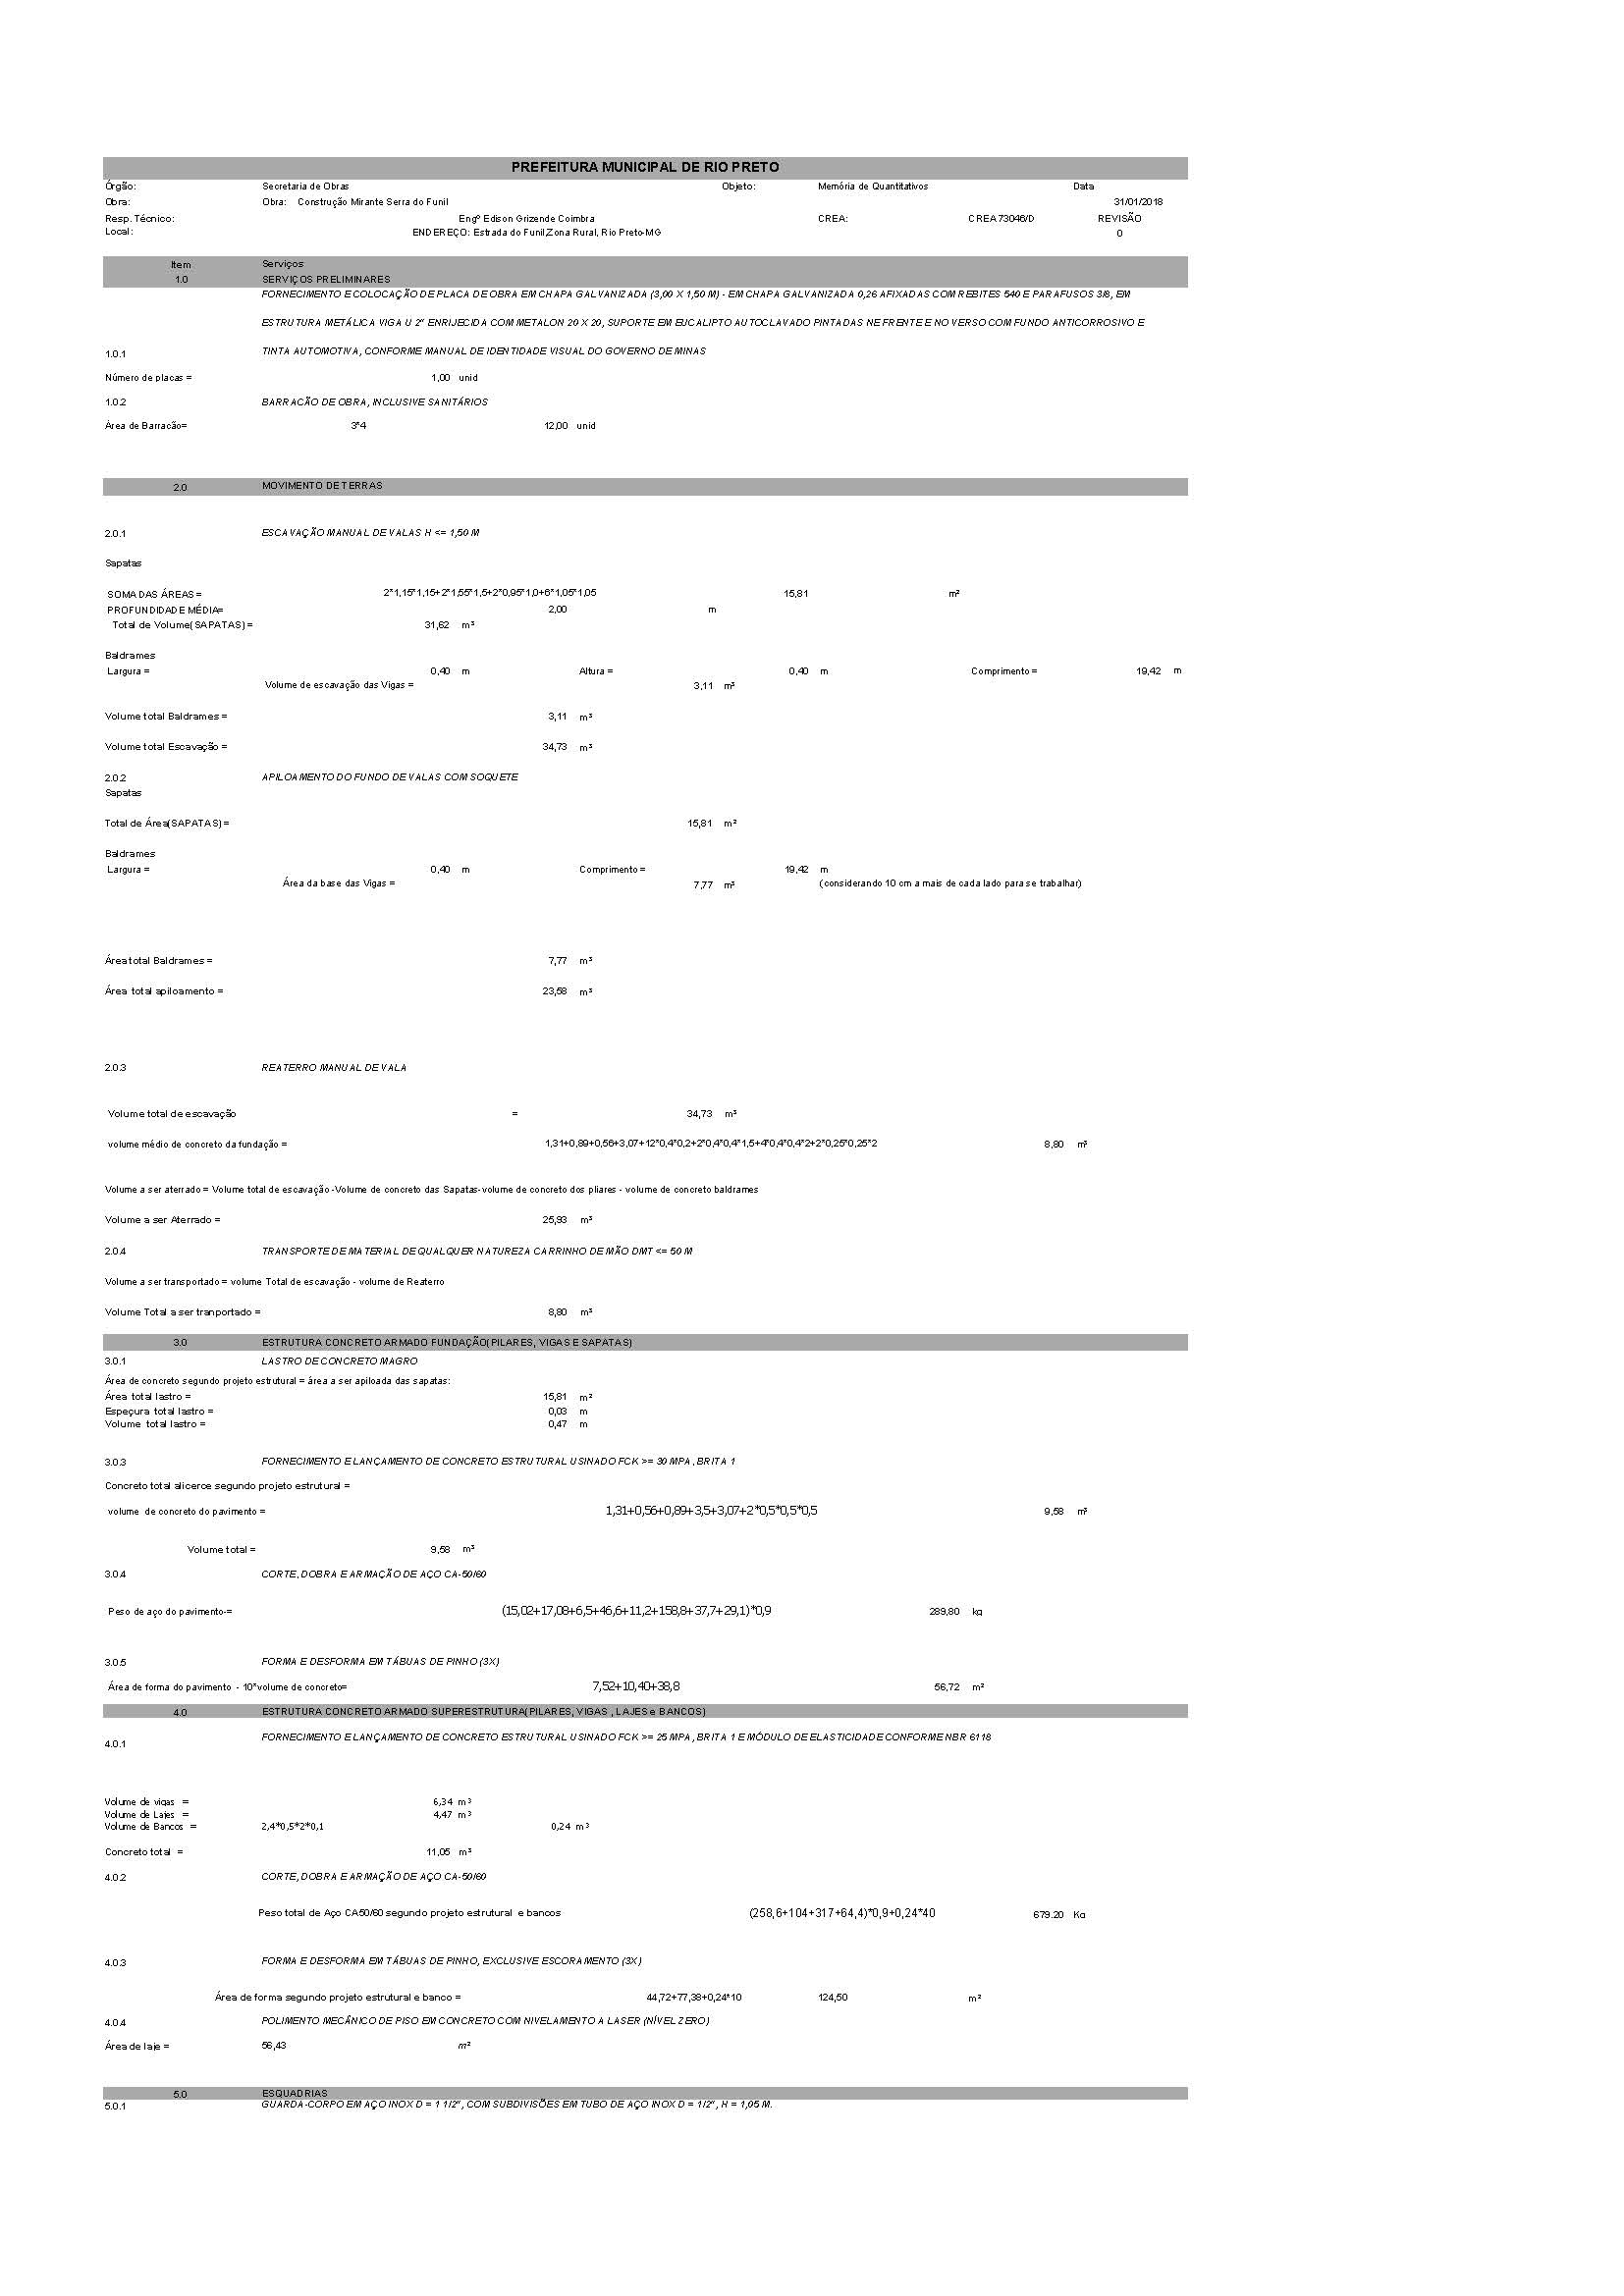 PREFEITURA MUNICIPAL DE RIO PRETO
Órgão: Secretaria de Obras Objeto: Memória de Quantitativos Data
Obra: Obra: Construção Mirante Serra do Funil 31/01/2018
Resp. Técnico: Engº Edison Grizende Coimbra CREA: CREA 73046/D REVISÃO
Local: ENDEREÇO: Estrada do Funil,Zona Rural, Rio Preto-MG 0
Item Serviços
1.0 SERVIÇOS PRELIMINARES
FORNECIMENTO E COLOCAÇÃO DE PLACA DE OBRA EM CHAPA GALVANIZADA (3,00 X 1,50 M) - EM CHAPA GALVANIZADA 0,26 AFIXADAS COM REBITES 540 E PARAFUSOS 3/8, EM
ESTRUTURA METÁLICA VIGA U 2" ENRIJECIDA COM METALON 20 X 20, SUPORTE EM EUCALIPTO AUTOCLAVADO PINTADAS NE FRENTE E NO VERSO COM FUNDO ANTICORROSIVO E
1.0.1 TINTA AUTOMOTIVA, CONFORME MANUAL DE IDENTIDADE VISUAL DO GOVERNO DE MINAS
Número de placas = 1,00 unid
1.0.2 BARRACÃO DE OBRA, INCLUSIVE SANITÁRIOS
Área de Barracão= 3*4 12,00 unid
2.0 MOVIMENTO DE TERRAS
2.0.1 ESCAVAÇÃO MANUAL DE VALAS H <= 1,50 M
Sapatas
SOMA DAS ÁREAS = 2*1,15*1,15+2*1,55*1,5+2*0,95*1,0+6*1,05*1,05 15,81 m²
PROFUNDIDADE MÉDIA= 2,00 m
Total de Volume(SAPATAS) = 31,62 m³
Baldrames
Largura = 0,40 m Altura = 0,40 m Comprimento = 19,42 m
Volume de escavação das Vigas = 3,11 m³
Volume total Baldrames = 3,11 m³
Volume total Escavação = 34,73 m³
2.0.2 APILOAMENTO DO FUNDO DE VALAS COM SOQUETE
Sapatas
Total de Área(SAPATAS) = 15,81 m²
Baldrames
Largura = 0,40 m Comprimento = 19,42 m
Área da base das Vigas = 7,77 m³ (considerando 10 cm a mais de cada lado para se trabalhar)
Área total Baldrames = 7,77 m³
Área total apiloamento = 23,58 m³
2.0.3 REATERRO MANUAL DE VALA
Volume total de escavação = 34,73 m³
volume médio de concreto da fundação = 1,31+0,89+0,56+3,07+12*0,4*0,2+2*0,4*0,4*1,5+4*0,4*0,4*2+2*0,25*0,25*2 8,80 m³
Volume a ser aterrado = Volume total de escavação -Volume de concreto das Sapatas-volume de concreto dos pliares - volume de concreto baldrames
Volume a ser Aterrado = 25,93 m³
2.0.4 TRANSPORTE DE MATERIAL DE QUALQUER NATUREZA CARRINHO DE MÃO DMT <= 50 M
Volume a ser transportado = volume Total de escavação - volume de Reaterro
Volume Total a ser tranportado = 8,80 m³
3.0 ESTRUTURA CONCRETO ARMADO FUNDAÇÃO(PILARES, VIGAS E SAPATAS)
3.0.1 LASTRO DE CONCRETO MAGRO
Área de concreto segundo projeto estrutural = área a ser apiloada das sapatas:
Área total lastro = 15,81 m²
Espeçura total lastro = 0,03 m
Volume total lastro = 0,47 m
3.0.3 FORNECIMENTO E LANÇAMENTO DE CONCRETO ESTRUTURAL USINADO FCK >= 30 MPA, BRITA 1
Concreto total alicerce segundo projeto estrutural =
volume de concreto do pavimento = 1,31+0,56+0,89+3,5+3,07+2*0,5*0,5*0,5 9,58 m³
Volume total = 9,58 m³
3.0.4 CORTE, DOBRA E ARMAÇÃO DE AÇO CA-50/60
Peso de aço do pavimento-= (15,02+17,08+6,5+46,6+11,2+158,8+37,7+29,1)*0,9 289,80 kg
3.0.5 FORMA E DESFORMA EM TÁBUAS DE PINHO (3X)
Área de forma do pavimento - 10*volume de concreto= 7,52+10,40+38,8 56,72 m²
4.0 ESTRUTURA CONCRETO ARMADO SUPERESTRUTURA(PILARES, VIGAS , LAJES e BANCOS)
4.0.1 FORNECIMENTO E LANÇAMENTO DE CONCRETO ESTRUTURAL USINADO FCK >= 25 MPA, BRITA 1 E MÓDULO DE ELASTICIDADE CONFORME NBR 6118
Volume de vigas = 6,34 m³
Volume de Lajes = 4,47 m³
Volume de Bancos = 2,4*0,5*2*0,1 0,24 m³
Concreto total = 11,05 m³
4.0.2 CORTE, DOBRA E ARMAÇÃO DE AÇO CA-50/60
Peso total de Aço CA50/60 segundo projeto estrutural e bancos (258,6+104+317+64,4)*0,9+0,24*40 679,20 Kg
4.0.3 FORMA E DESFORMA EM TÁBUAS DE PINHO, EXCLUSIVE ESCORAMENTO (3X)
Área de forma segundo projeto estrutural e banco = 44,72+77,38+0,24*10 124,50 m²
4.0.4 POLIMENTO MECÂNICO DE PISO EM CONCRETO COM NIVELAMENTO A LASER (NÍVEL ZERO)
Área de laje = 56,43 m²
5.0 ESQUADRIAS
5.0.1 GUARDA-CORPO EM AÇO INOX D = 1 1/2", COM SUBDIVISÕES EM TUBO DE AÇO INOX D = 1/2", H = 1,05 M.